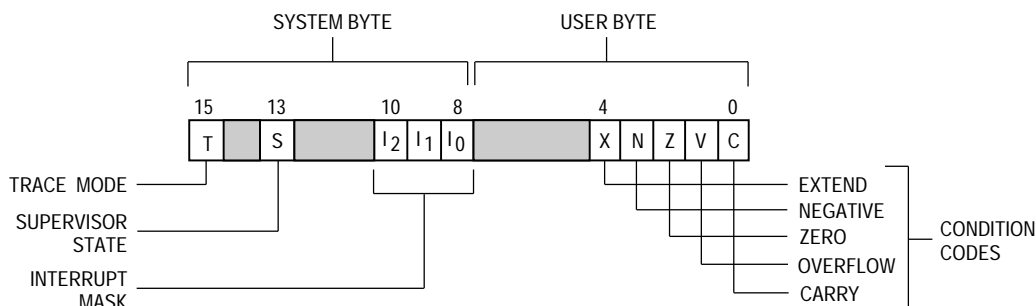 SYSTEM BYTE USER BYTE
15 13 10 8 4 0
T S I2 I1 I0 X N Z V C
TRACE MODE
EXTEND
SUPERVISOR
STATE
NEGATIVE
ZERO
CONDITION
CODES
INTERRUPT
MASK
OVERFLOW
CARRY